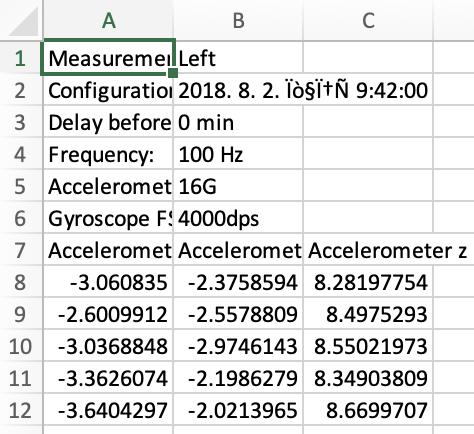 A B C
1 Measuremen Left
2 Configuration 2018. 8. 2. Ïò§Ï†Ñ 9:42:00
3 Delay before 0 min
4 Frequency: 100 Hz
5 Acceleromet 16G
6 Gyroscope FS 4000dps
7 Acceleromet Acceleromet Accelerometer z
8 -3.060835 -2.3758594 8.28197754
9 -2.6009912 -2.5578809 8.4975293
10 -3.0368848 -2.9746143 8.55021973
11 -3.3626074 -2.1986279 8.34903809
12 -3.6404297 -2.0213965 8.6699707